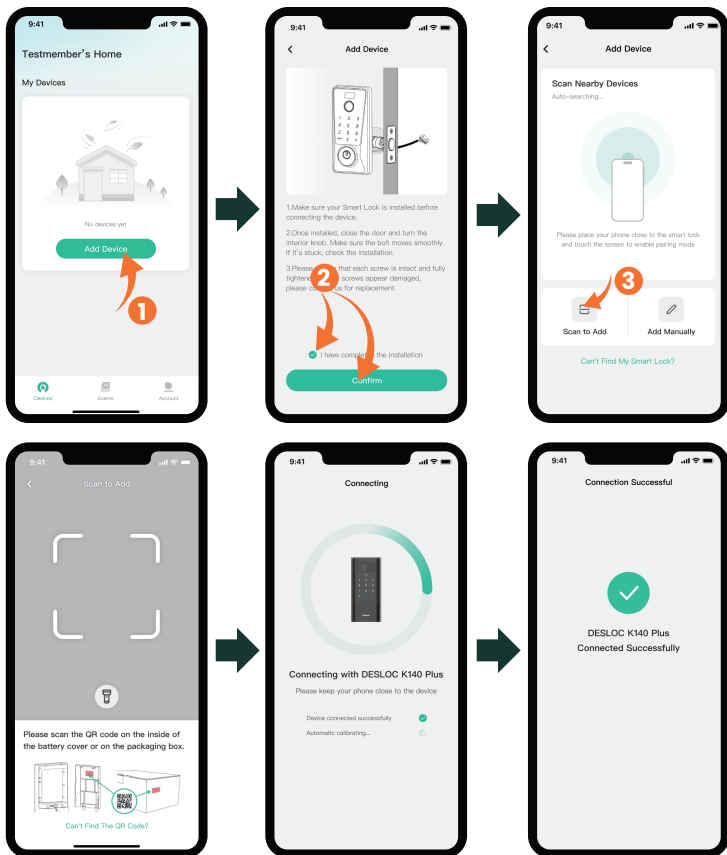 9:41
Testmember's Home
My Devices
No devices yet
Add Device
1
Devices
Events
Account
9:41
Add Device
1.Make sure your Smart Lock Is installed before
connecting the device.
2.Once installed, close the door and turn the
interior knob. Make sure the bolt moves smoothly.
If it's stuck, check the installation.
3.Please that each screw is intact and fully
screws appear damaged,
please us for replacement.
2
I have the installation
Confirm
9:41
Add Device
Scan Nearby Devices
Auto-searching...
Please place your phone close to the smart lock
and touch the screen to enable pairing mode
3
Scan to Add
Add Manually
Can't Find My Smart Lock?
9:41
Scan to Add
Please scan the QR code on the inside of
the battery cover or on the packaging box.
Can't Find The QR Code?
9:41
Connecting
Connecting with DESLOC K140 Plus
Please keep your phone close to the device
Device connected successfully
Automatic calibrating...
9:41
Connection Successful
DESLOC K140 Plus
Connected Successfully